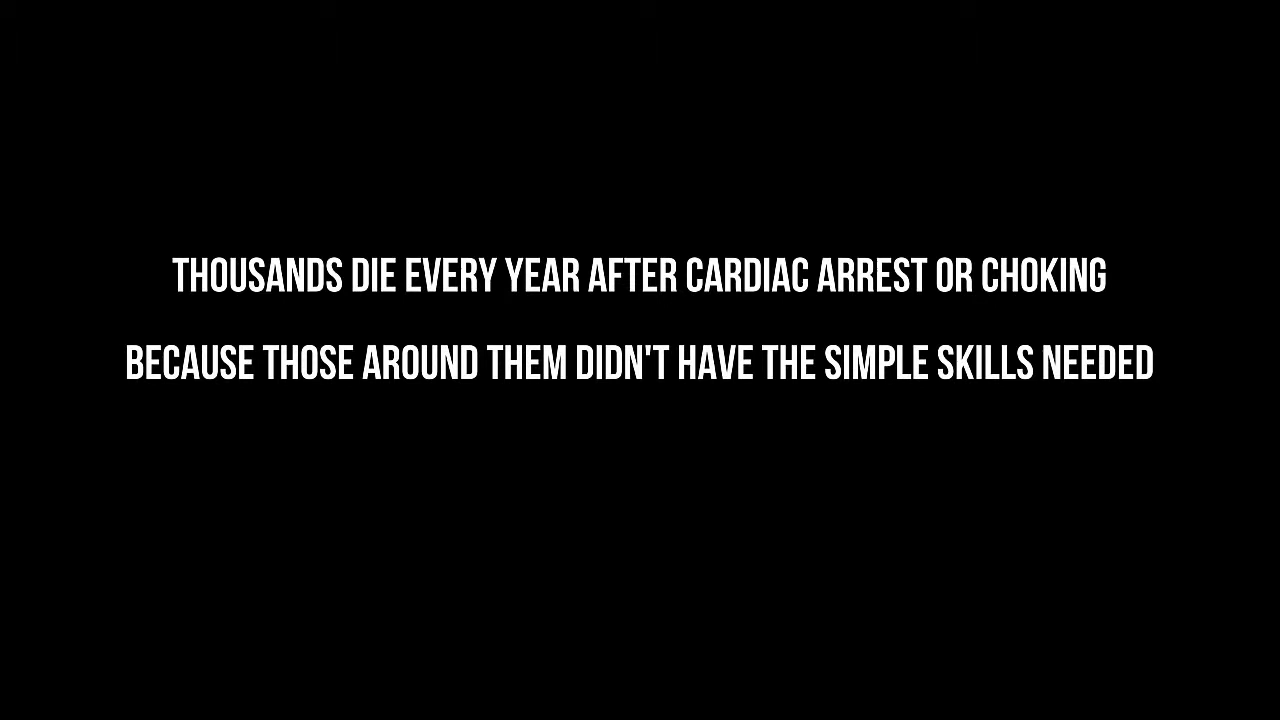 THOUSANDS DIE EVERY YEAR AFTER CARDIAC ARREST OR CHOKING
BECAUSE THOSE AROUND THEM DIDN'T HAVE THE SIMPLE SKILLS NEEDED